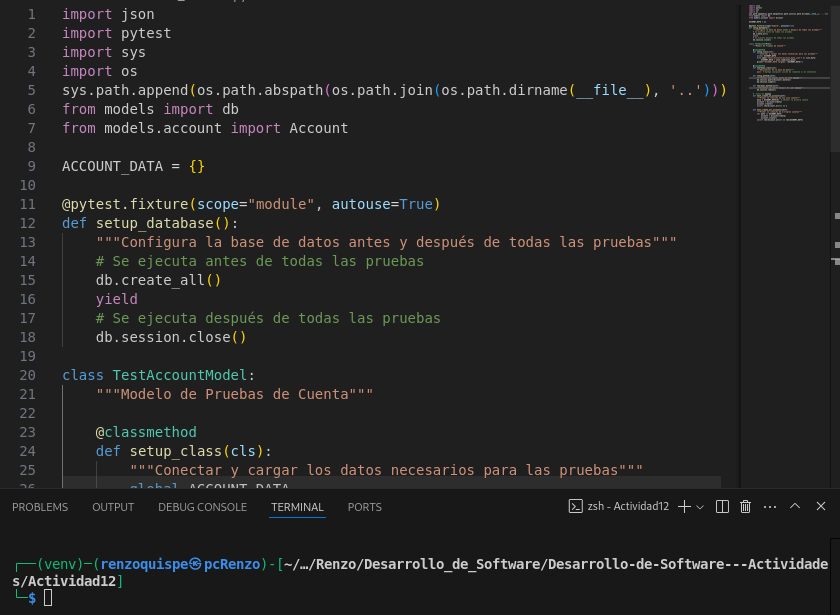 1 import json
2 import pytest
3 import sys
4 import os
5 sys.path.append(os.path.abspath(os.path.join(os.path.dirname(__file__), '..')))
6 from models import db
7 from models.account import Account
8
9 ACCOUNT_DATA = {}
10
11 @pytest.fixture(scope="module", autouse=True)
12 def setup_database():
13     """Configura la base de datos antes y después de todas las pruebas"""
14     # Se ejecuta antes de todas las pruebas
15     db.create_all()
16     yield
17     # Se ejecuta después de todas las pruebas
18     db.session.close()
19
20 class TestAccountModel:
21     """Modelo de Pruebas de Cuenta"""
22
23     @classmethod
24     def setup_class(cls):
25         """Conectar y cargar los datos necesarios para las pruebas"""
26         global ACCOUNT_DATA
PROBLEMS OUTPUT DEBUG CONSOLE TERMINAL PORTS zsh - Actividad12
┌──(venv)─(renzoquispe㉿pcRenzo)-[~/…/Renzo/Desarrollo_de_Software/Desarrollo-de-Software---Actividade
s/Actividad12]
└─$